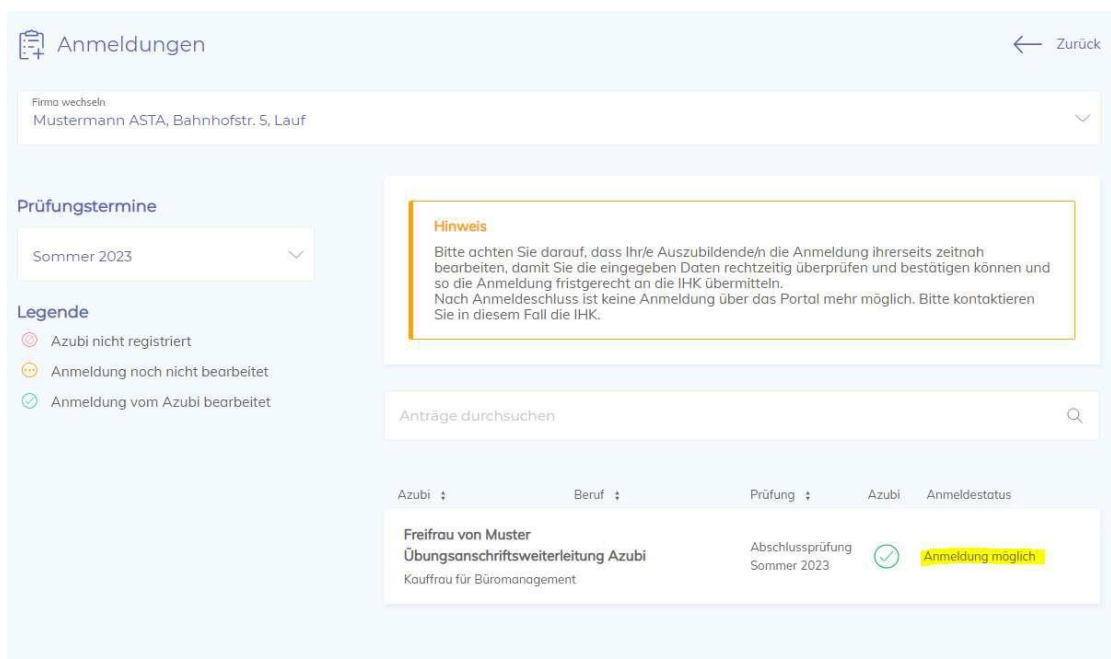 Anmeldungen
Zurück
Firma wechseln
Mustermann ASTA, Bahnhofstr. 5, Lauf
Prüfungstermine
Sommer 2023
Legende
Azubi nicht registriert
Anmeldung noch nicht bearbeitet
Anmeldung vom Azubi bearbeitet
Hinweis
Bitte achten Sie darauf, dass Ihr/e Auszubildende/n die Anmeldung ihrerseits zeitnah
bearbeiten, damit Sie die eingegeben Daten rechtzeitig überprüfen und bestätigen können und
so die Anmeldung fristgerecht an die IHK übermitteln.
Nach Anmeldeschluss ist keine Anmeldung über das Portal mehr möglich. Bitte kontaktieren
Sie in diesem Fall die IHK.
Anträge durchsuchen
Azubi Beruf Prüfung Azubi Anmeldestatus
Freifrau von Muster
Übungsanschriftsweiterleitung Azubi
Kauffrau für Büromanagement
Abschlussprüfung
Sommer 2023
Anmeldung möglich